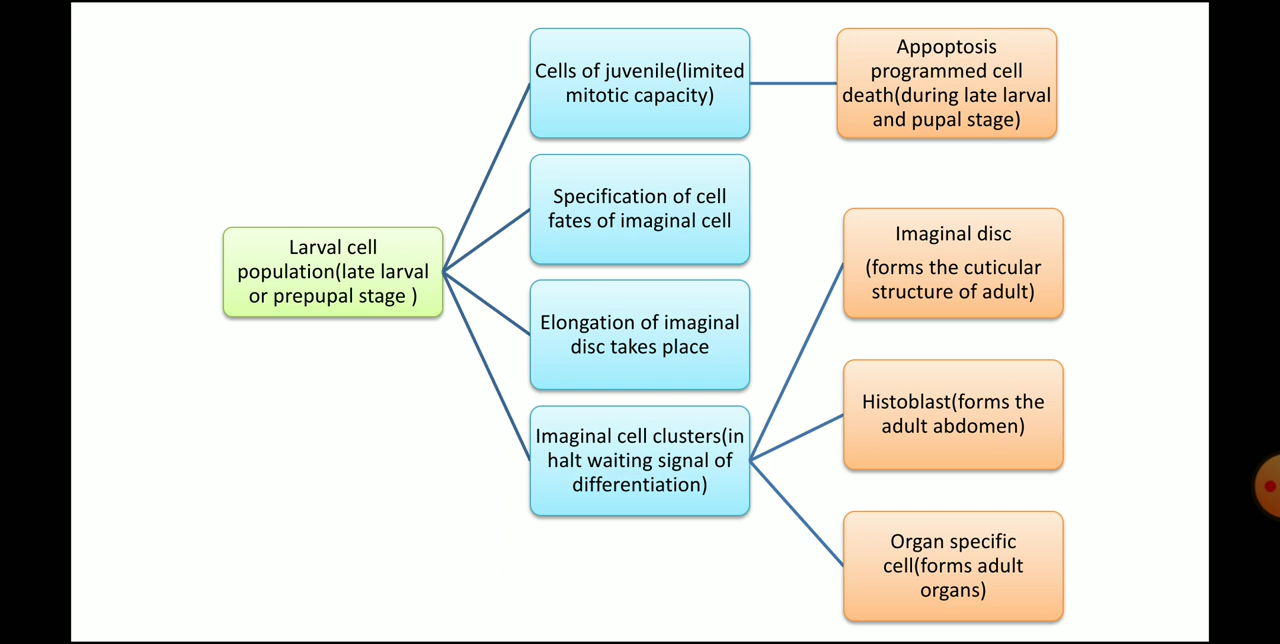 Larval cell
population(late larval
or prepupal stage )
Cells of juvenile(limited
mitotic capacity)
Appoptosis
programmed cell
death(during late larval
and pupal stage)
Specification of cell
fates of imaginal cell
Elongation of imaginal
disc takes place
Imaginal cell clusters(in
halt waiting signal of
differentiation)
Imaginal disc
(forms the cuticular
structure of adult)
Histoblast(forms the
adult abdomen)
Organ specific
cell(forms adult
organs)